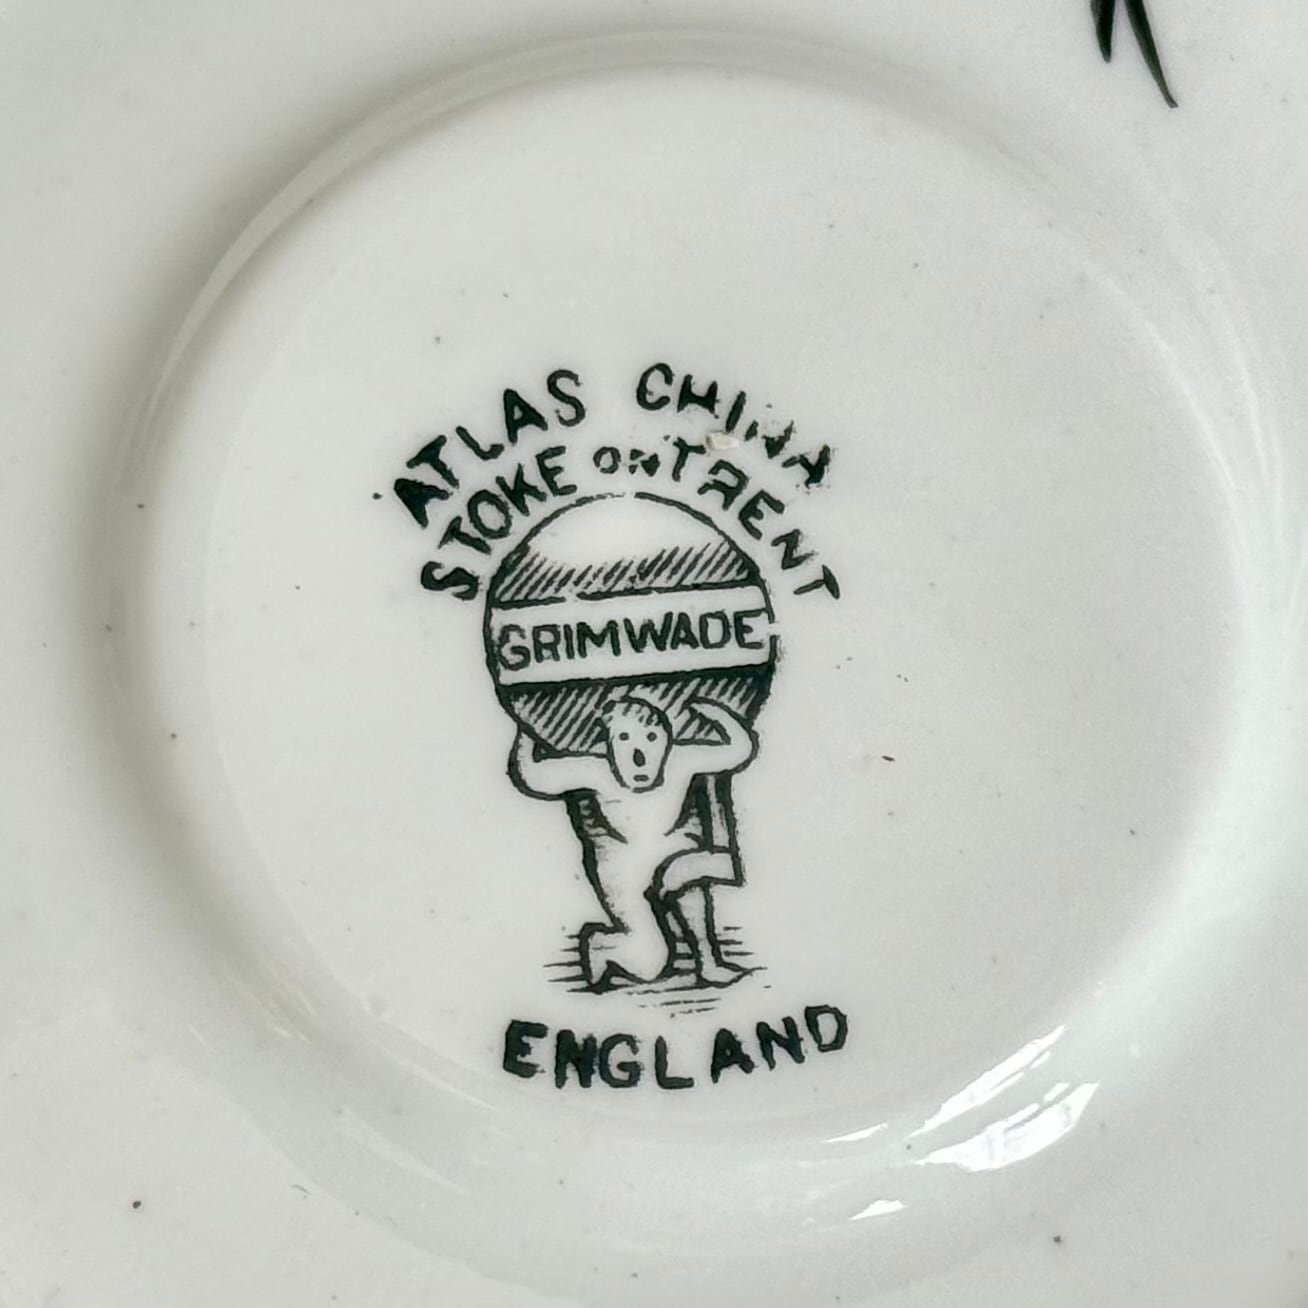 ATLAS CHINA
STOKE ON TRENT
GRIMWADE
ENGLAND